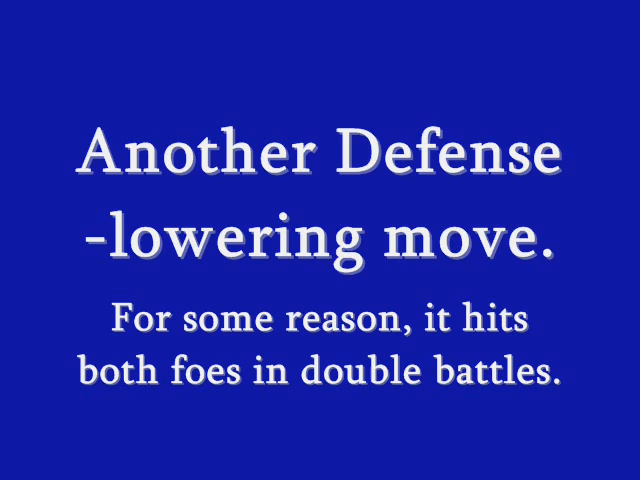 Another Defense
-lowering move.
For some reason, it hits
both foes in double battles.